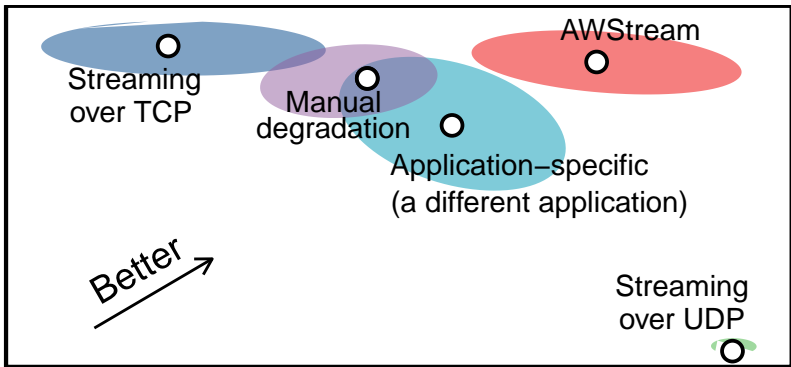 AWStream
Streaming
over TCP
Manual
degradation
Application−specific
(a different application)
Better
Streaming
over UDP